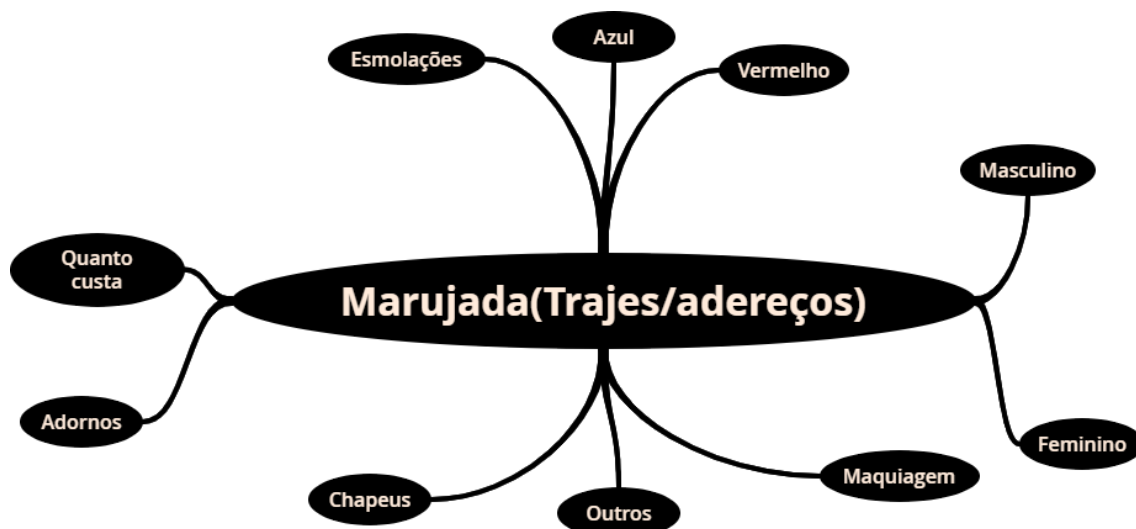 Azul
Esmolações
Vermelho
Masculino
Quanto
custa
Marujada(Trajes/adereços)
Adornos
Feminino
Maquiagem
Chapeus
Outros